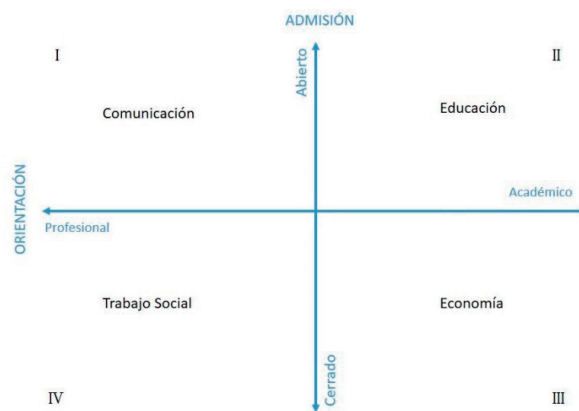 ADMISIÓN
I
II
Abierto
Comunicación
Educación
ORIENTACIÓN
Académico
Profesional
Trabajo Social
Economía
Cerrado
IV
III